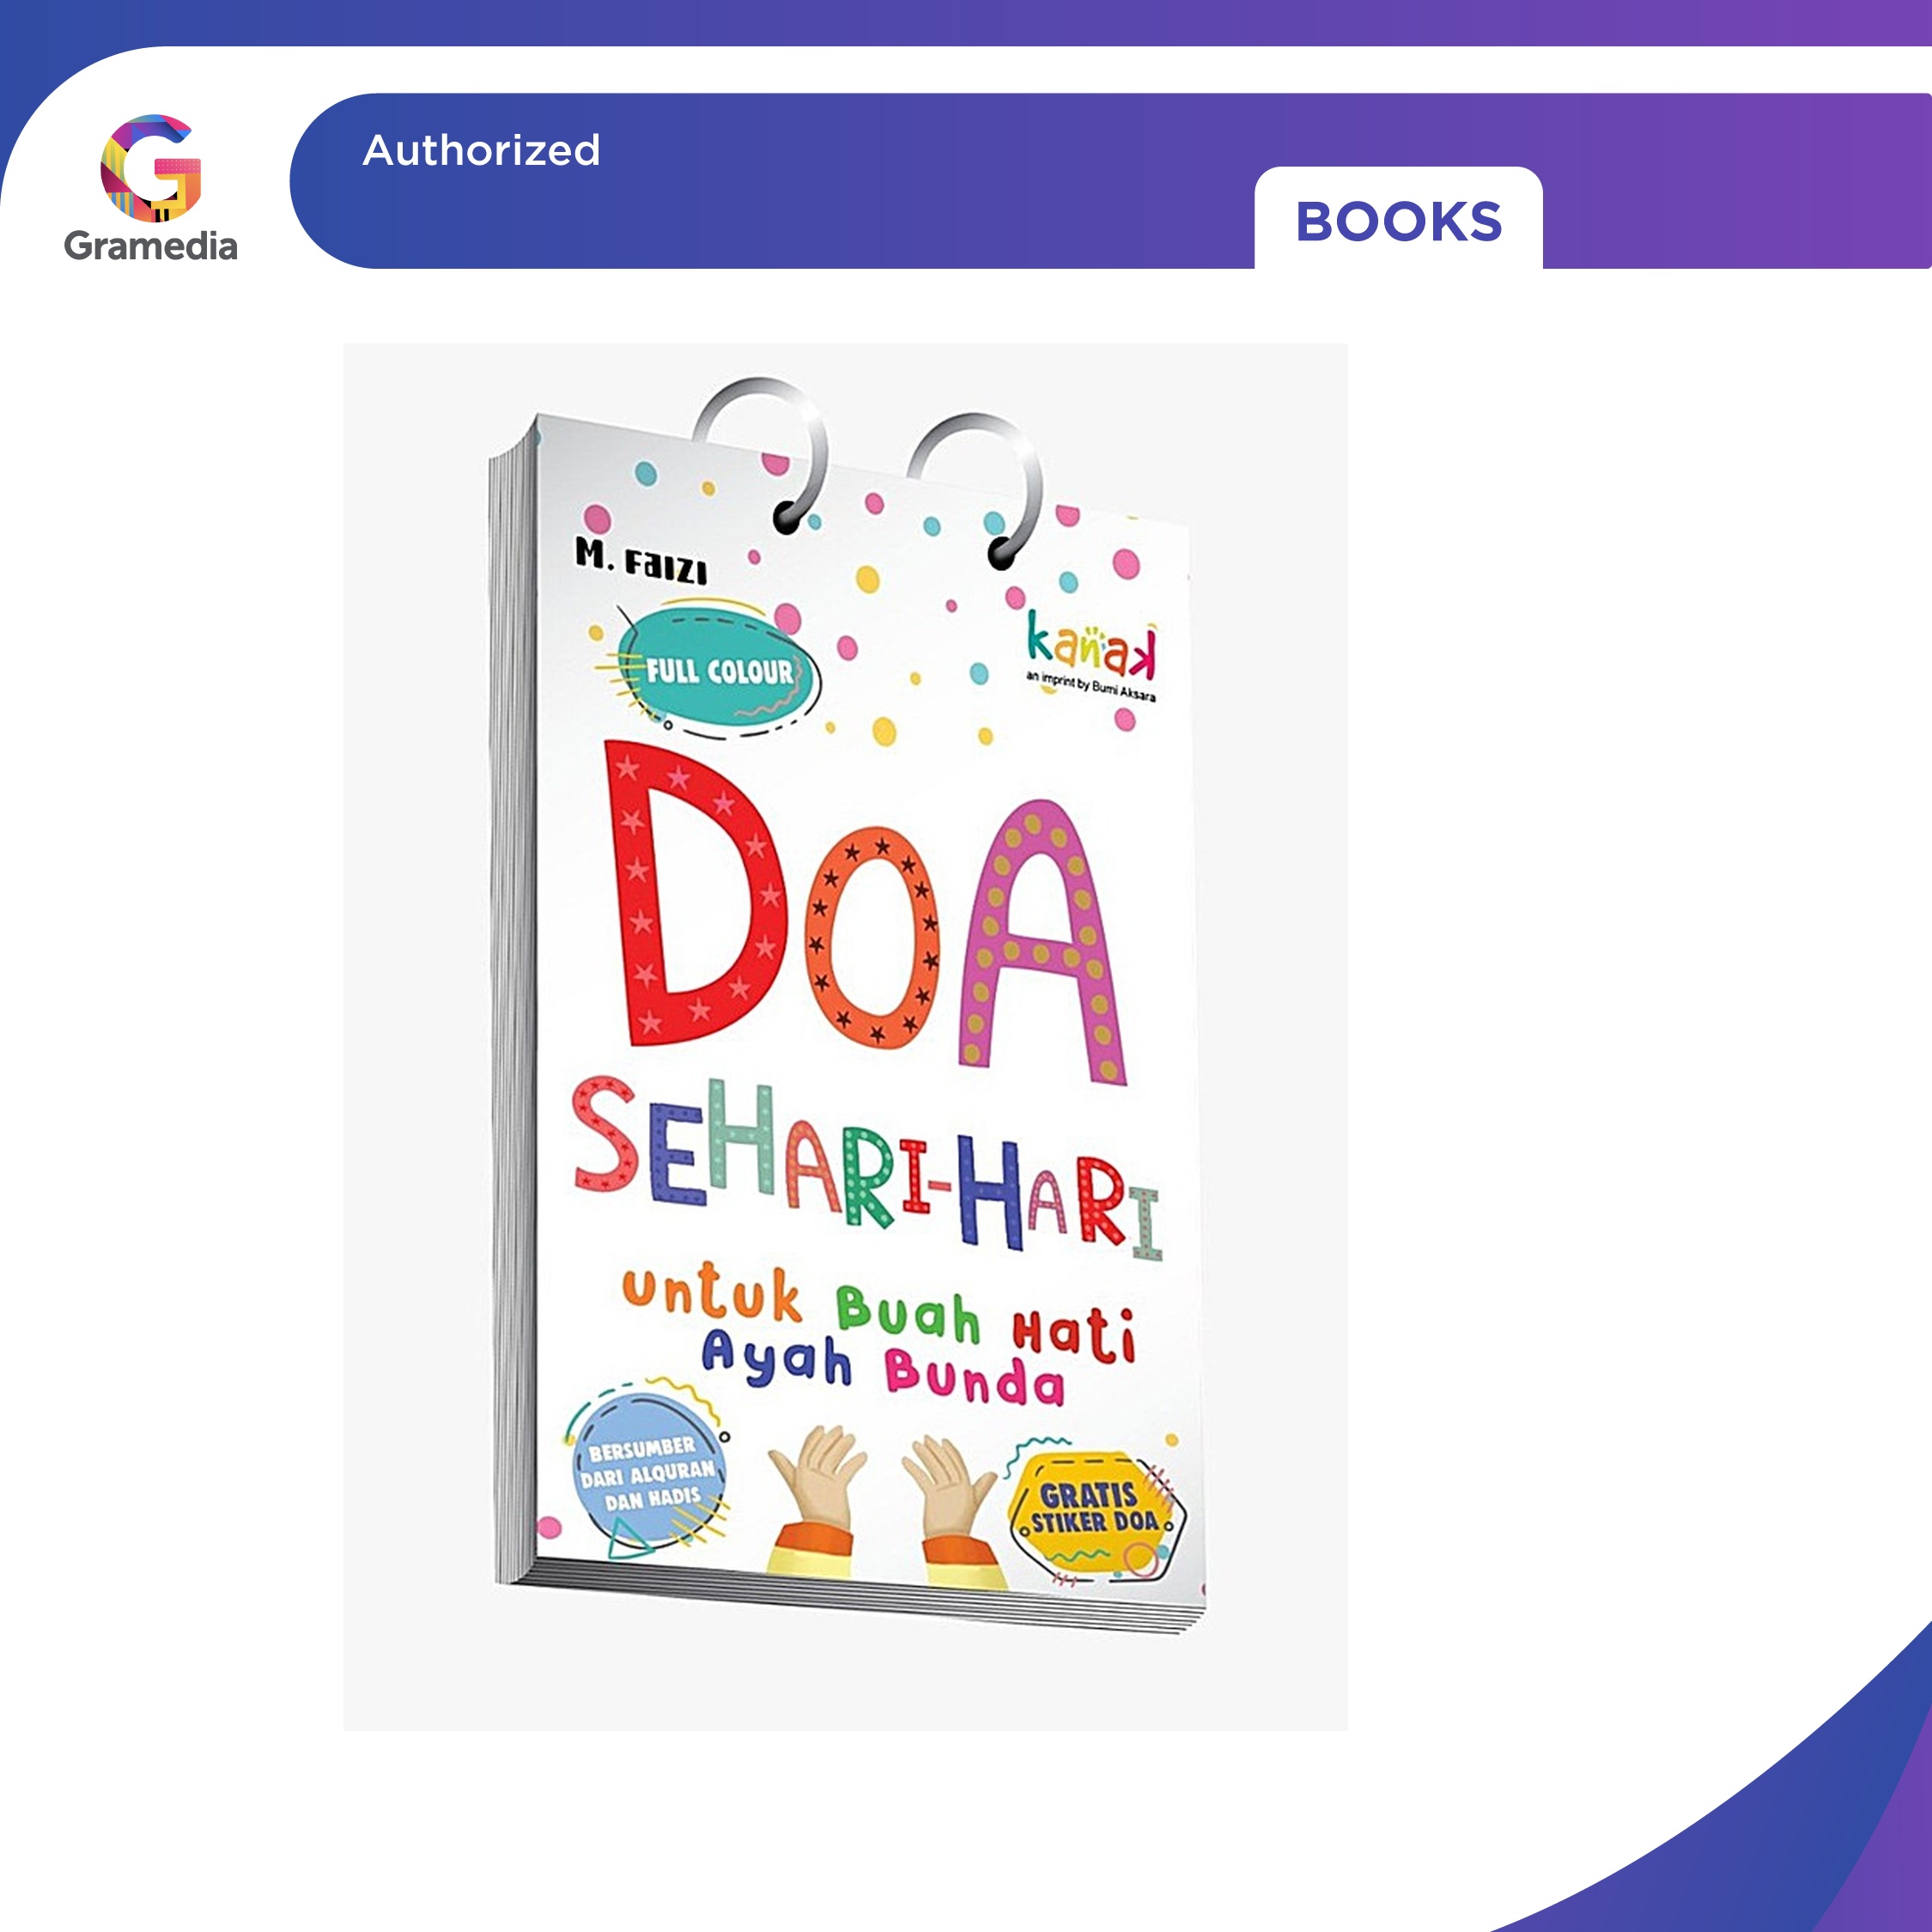 Gramedia
Authorized
BOOKS
M. Faizi
FULL COLOUR
kanak
an imprint by Bumi Aksara
DOA
SEHARI-HARI
untuk Buah Hati
Ayah Bunda
BERSUMBER
DARI ALQURAN
DAN HADIS
GRATIS
STIKER DOA